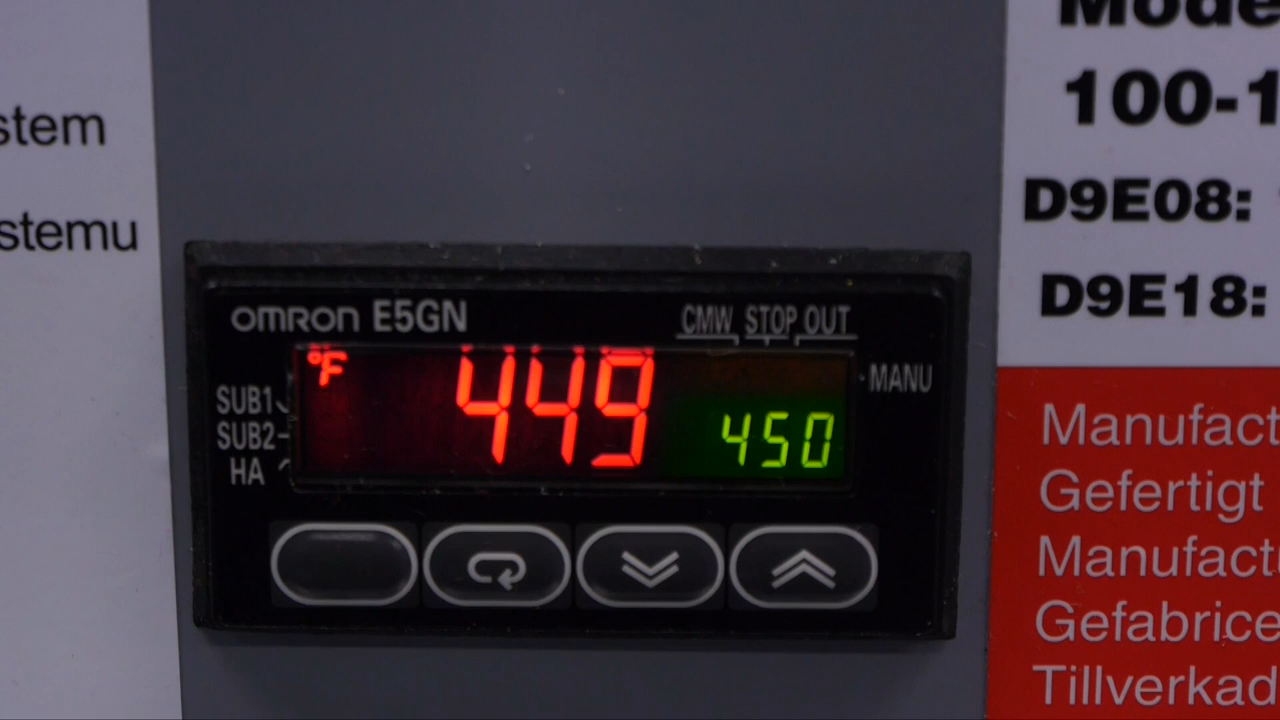 stem
stemu
omron E5GN
CMW STOP OUT
°F 449
450
MANU
SUB1
SUB2
HA
Mode
100-1
D9E08:
D9E18:
Manufact
Gefertigt
Manufact
Gefabrice
Tillverkad